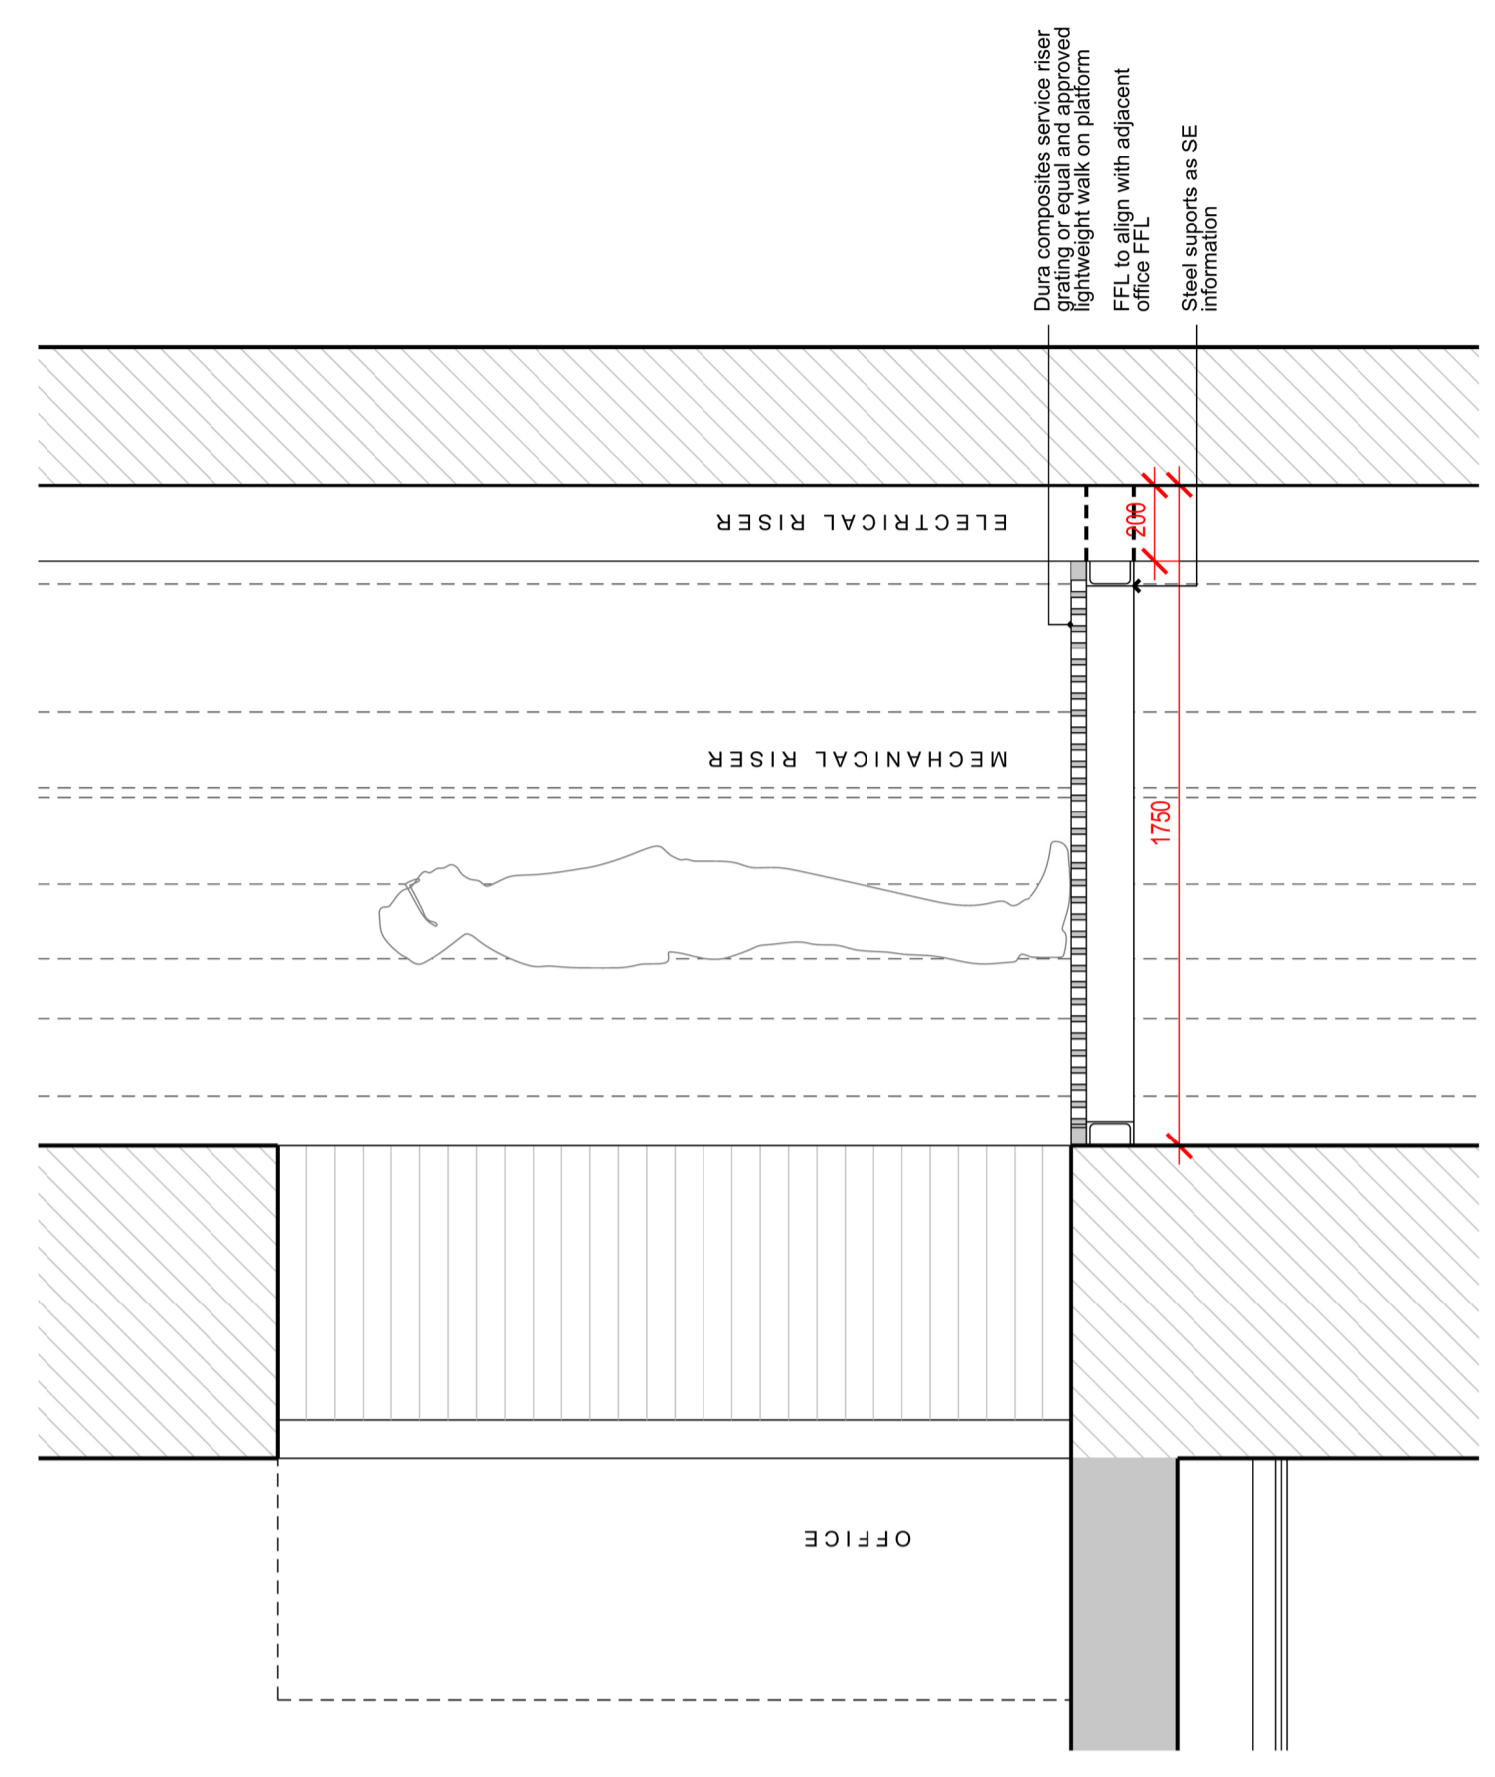 Dura composites service riser
grating or equal and approved
lightweight walk on platform
FFL to align with adjacent
office FFL
Steel suports as SE
information
ELECTRICAL RISER
200
MECHANICAL RISER
1750
OFFICE